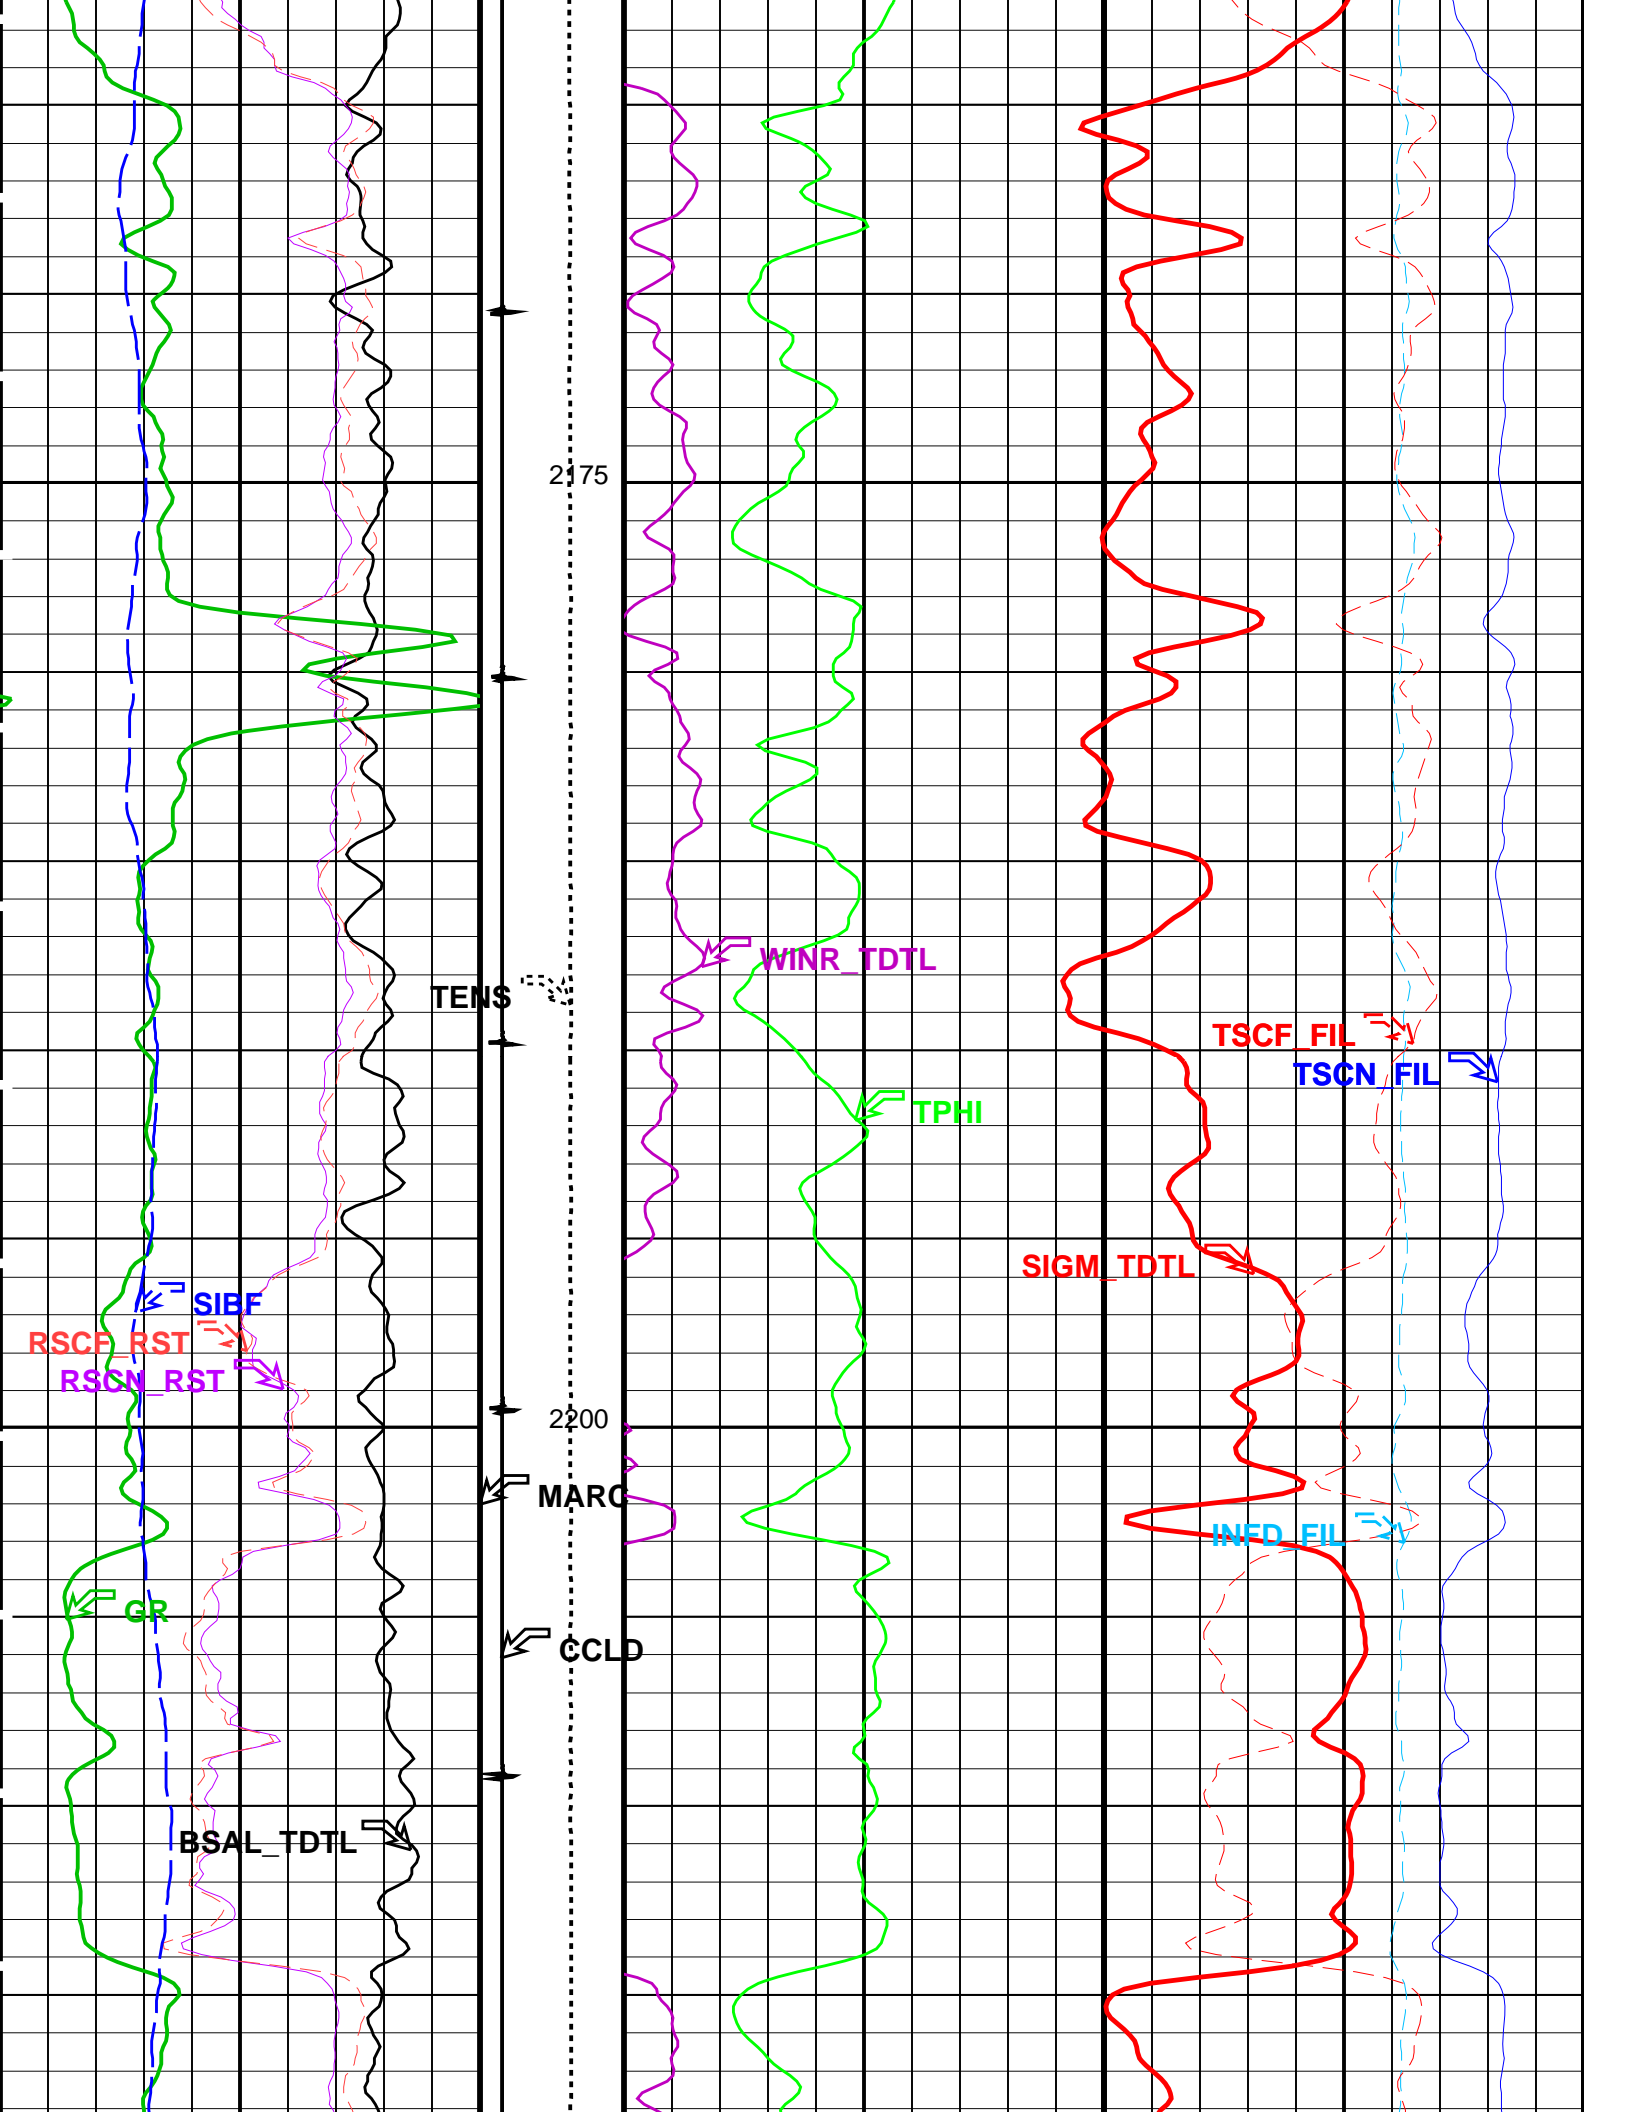 2175
WINR_TDTL
TENS
TSCF_FIL
TSCN_FIL
TPHI
SIGM_TDTL
SIBF
RSCF_RST
RSCN_RST
2200
MARC
INFD_FIL
GR
CCLD
BSAL_TDTL